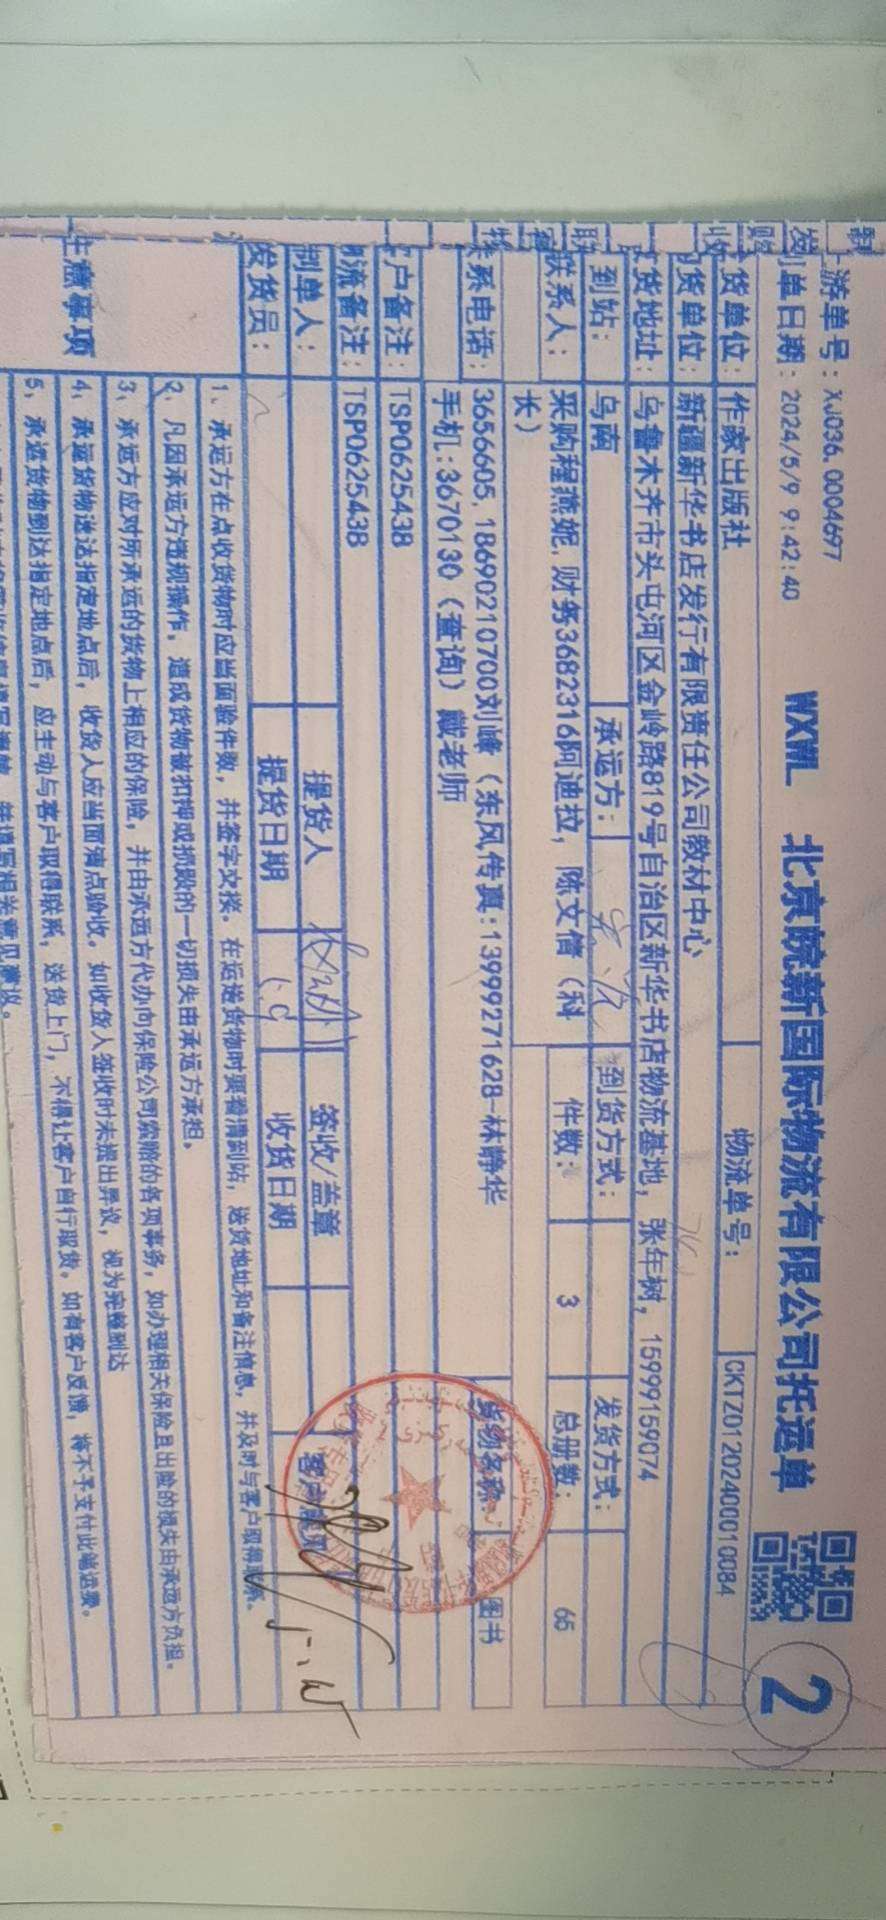 WXWL 北京皖新国际物流有限公司托运单
2
游单号：XJ036.0004697
单日期：2024/5/9 9:42:40
货单位： 作家出版社 物流单号： CKTZ0120240001 0084
货单位： 新疆新华书店发行有限责任公司教材中心
货地址： 乌鲁木齐市头屯河区金岭路819号自治区新华书店物流基地，张年树，15999159074
到站： 乌南 承运方： 到货方式： 发货方式：
联系人： 采购程燕妮，财务3682316阿迪拉，陈文倩（科长） 件数： 3 总册数： 65
系电话： 3656605，18690210700刘峰（东风传真：13999271628-林静华 手机：3670130（查询）戴老师 货物名称： 图书
户备注： TSP062543B
流备注： TSP062543B
制单人： 提货人 签收/盖章
发货员： 提货日期 收货日期
注意事项
1、承运方在点收货物时应当面验件数，并签字交接。在运送货物时要看清到站，送货地址和备注信息，并及时与客户取得联系。
2、凡因承运方违规操作，造成货物被扣押或损毁的一切损失由承运方承担。
3、承运方应对所承运的货物上相应的保险，并由承运方代办向保险公司索赔的各项事务，如办理相关保险且出险的损失由承运方负担。
4、承运货物送达指定地点后，收货人应当面清点验收。如收货人签收时未提出异议，视为完整到达
5、承运货物到达指定地点后，应主动与客户取得联系，送货上门，不得让客户自行取货。如有客户反馈，将不予支付此笔运费。